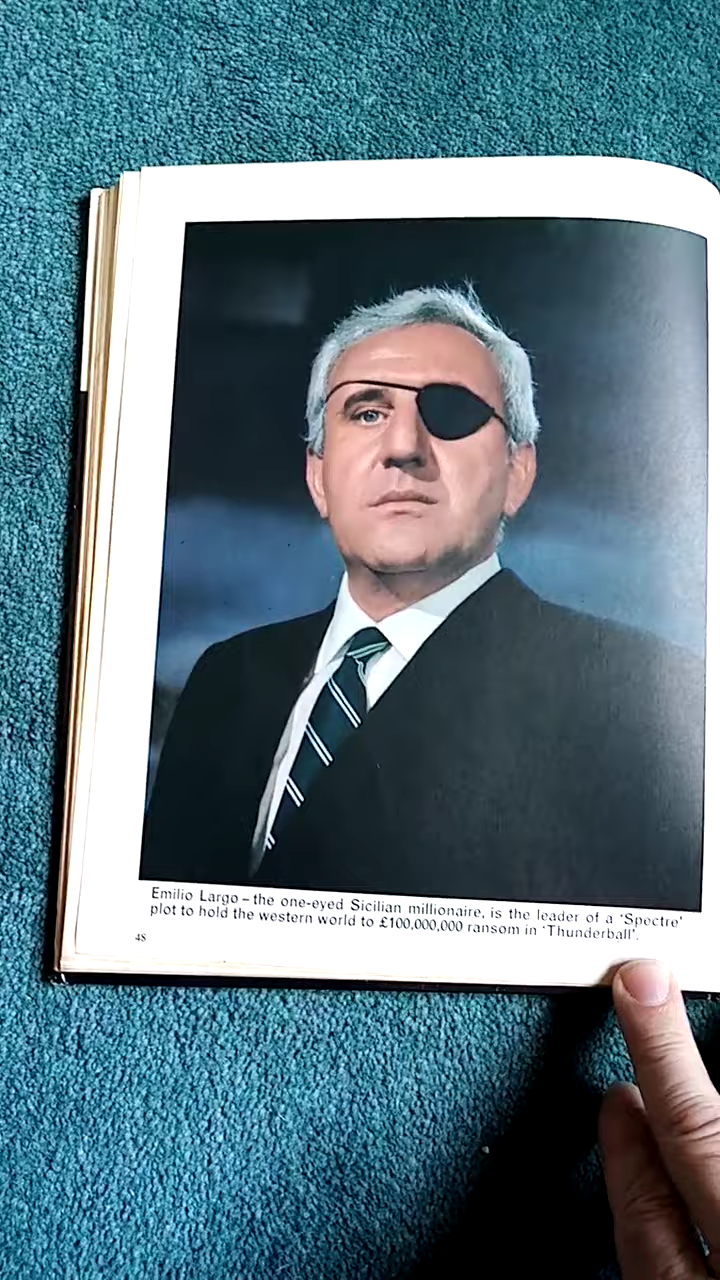 Emilio Largo – the one-eyed Sicilian millionaire, is the leader of a ‘Spectre’
plot to hold the western world to £100,000,000 ransom in ‘Thunderball’.
48